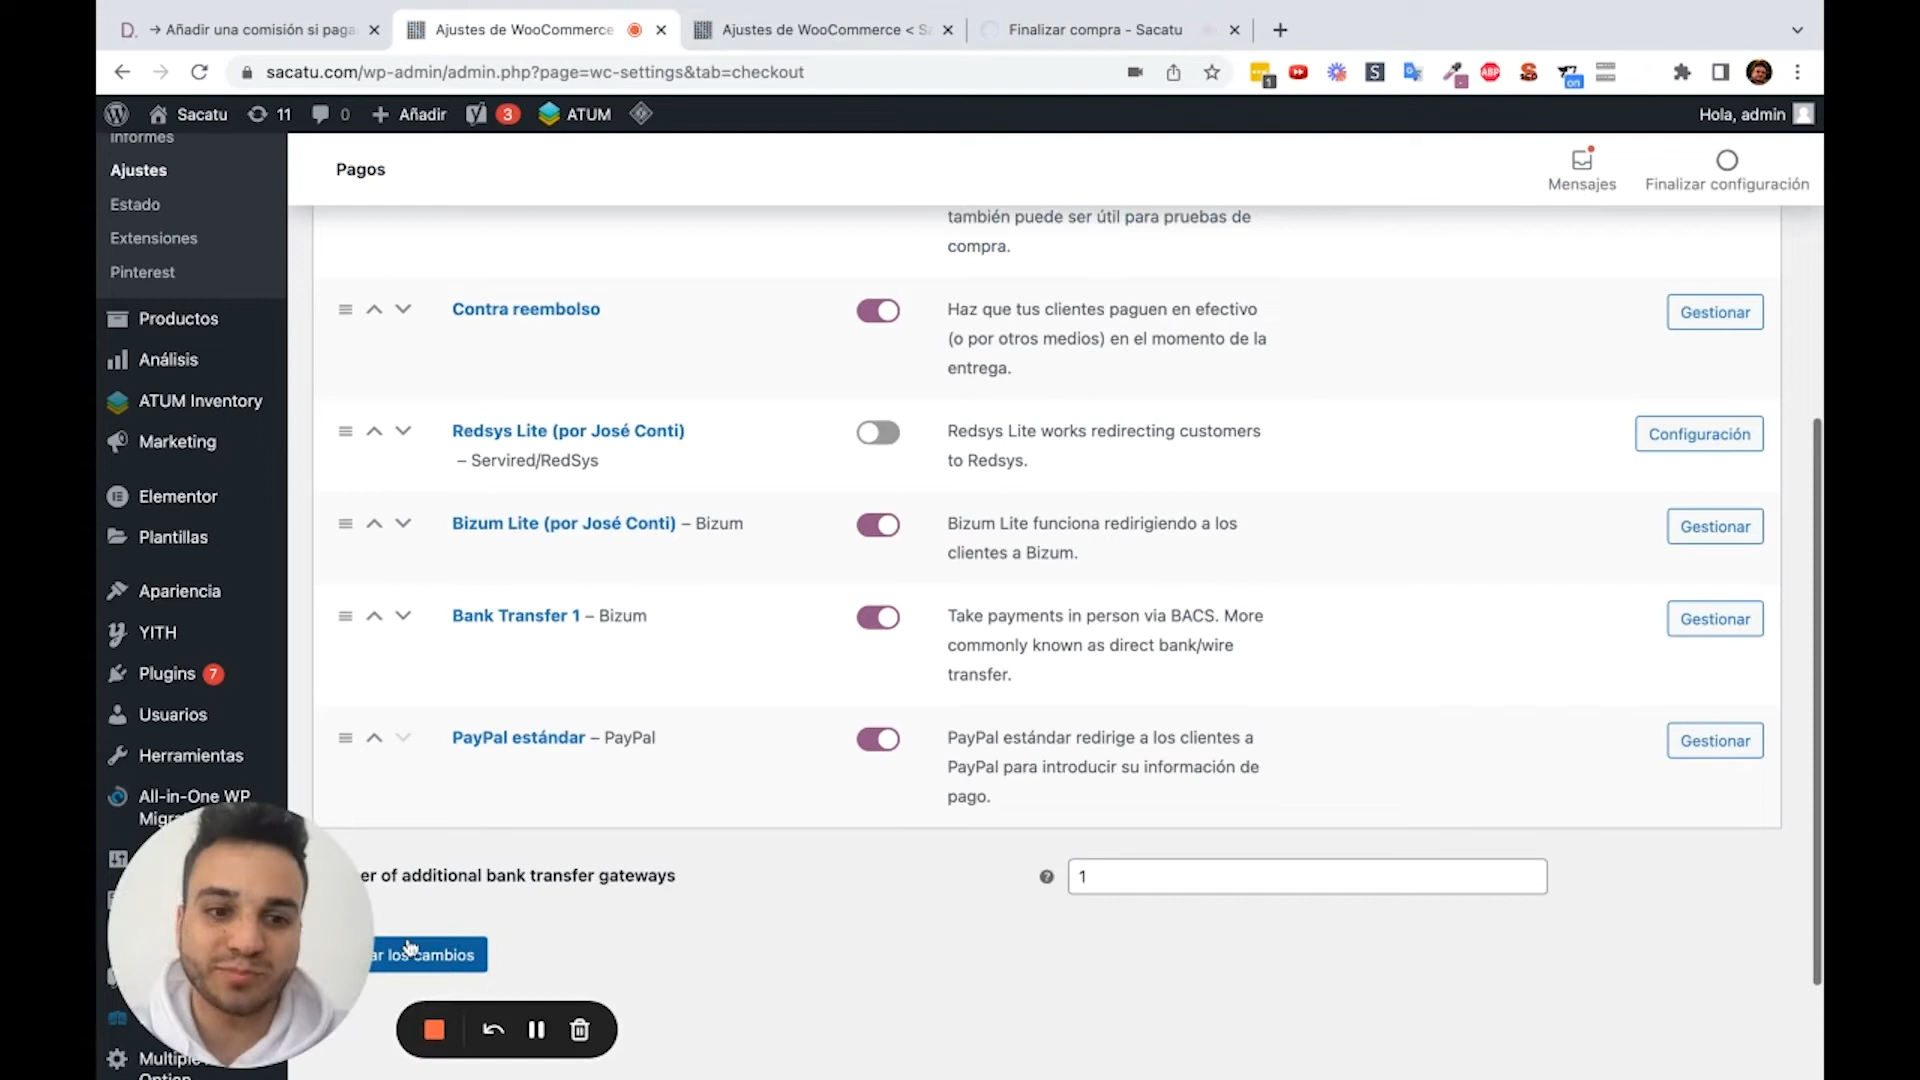 → Añadir una comisión si paga
Ajustes de WooCommerce
Ajustes de WooCommerce < Sa
Finalizar compra - Sacatu
sacatu.com/wp-admin/admin.php?page=wc-settings&tab=checkout
Sacatu
11
0
Añadir
3
ATUM
Hola, admin
Informes
Ajustes
Estado
Extensiones
Pinterest
Productos
Análisis
ATUM Inventory
Marketing
Elementor
Plantillas
Apariencia
YITH
Plugins 7
Usuarios
Herramientas
All-in-One WP
Migra
Multiple
Option
Pagos
Mensajes
Finalizar configuración
también puede ser útil para pruebas de
compra.
Contra reembolso
Haz que tus clientes paguen en efectivo
(o por otros medios) en el momento de la
entrega.
Gestionar
Redsys Lite (por José Conti)
– Servired/RedSys
Redsys Lite works redirecting customers
to Redsys.
Configuración
Bizum Lite (por José Conti) – Bizum
Bizum Lite funciona redirigiendo a los
clientes a Bizum.
Gestionar
Bank Transfer 1 – Bizum
Take payments in person via BACS. More
commonly known as direct bank/wire
transfer.
Gestionar
PayPal estándar – PayPal
PayPal estándar redirige a los clientes a
PayPal para introducir su información de
pago.
Gestionar
er of additional bank transfer gateways
1
ar los cambios